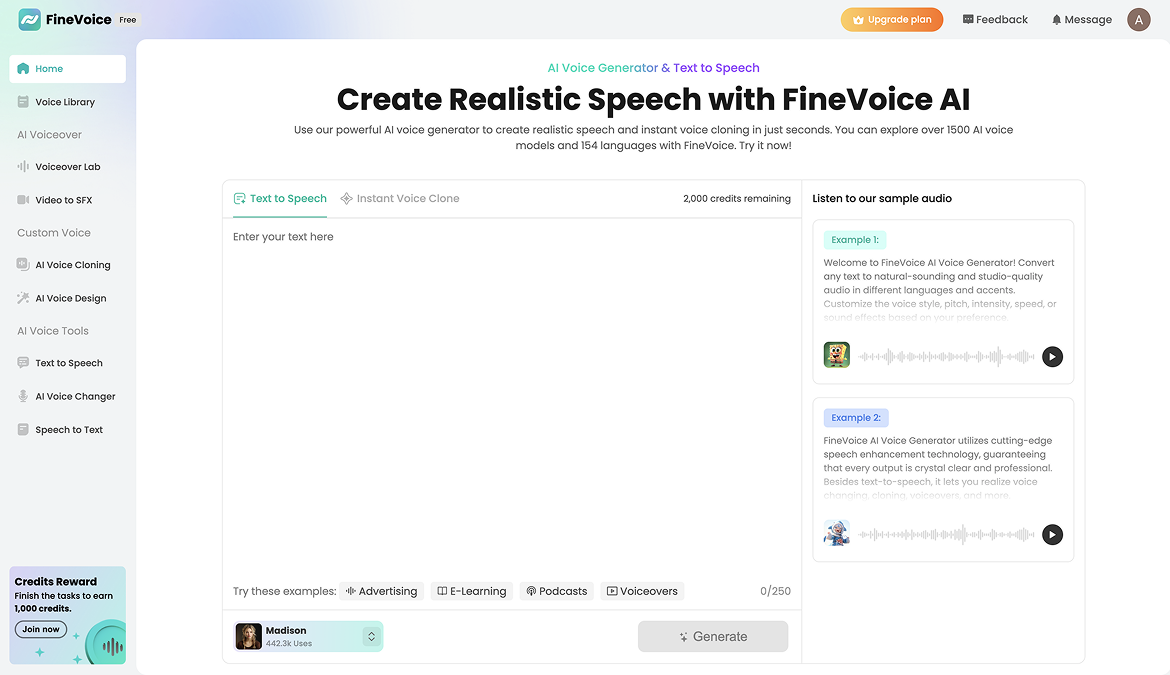 FineVoice Free
Upgrade plan
Feedback
Message
A
Home
Voice Library
AI Voiceover
Voiceover Lab
Video to SFX
Custom Voice
AI Voice Cloning
AI Voice Design
AI Voice Tools
Text to Speech
AI Voice Changer
Speech to Text
Credits Reward
Finish the tasks to earn
1,000 credits.
Join now
AI Voice Generator & Text to Speech
Create Realistic Speech with FineVoice AI
Use our powerful AI voice generator to create realistic speech and instant voice cloning in just seconds. You can explore over 1500 AI voice
models and 154 languages with FineVoice. Try it now!
Text to Speech
Instant Voice Clone
2,000 credits remaining
Enter your text here
Try these examples:
Advertising
E-Learning
Podcasts
Voiceovers
0/250
Madison
442.3k Uses
Generate
Listen to our sample audio
Example 1:
Welcome to FineVoice AI Voice Generator! Convert
any text to natural-sounding and studio-quality
audio in different languages and accents.
Customize the voice style, pitch, intensity, speed, or
sound effects based on your preference.
Example 2:
FineVoice AI Voice Generator utilizes cutting-edge
speech enhancement technology, guaranteeing
that every output is crystal clear and professional.
Besides text-to-speech, it lets you realize voice
changing, cloning, voiceovers, and more.